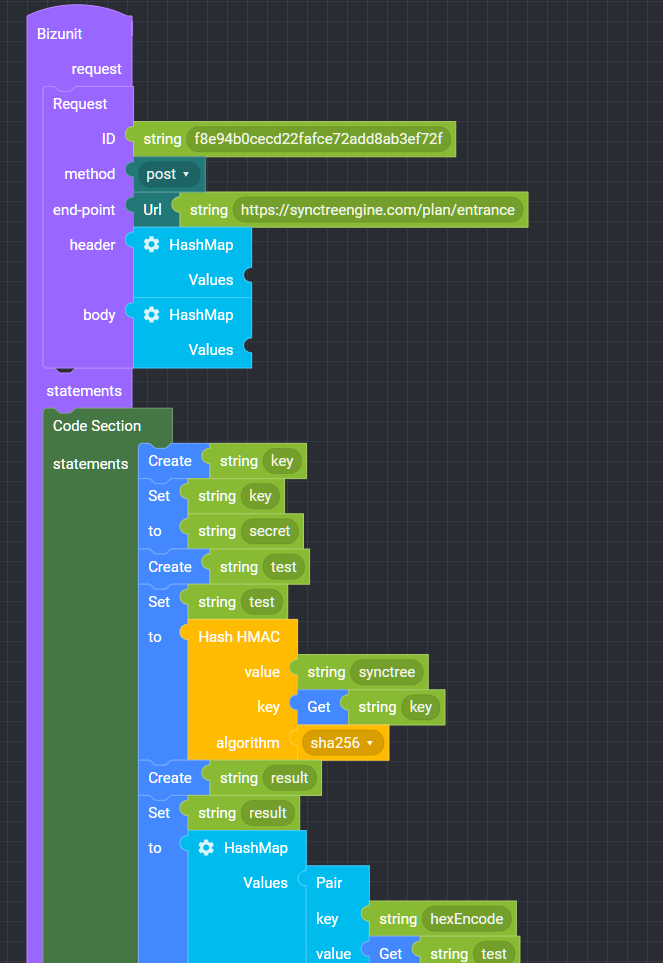 Bizunit
request
Request
ID string f8e94b0cecd22fafce72add8ab3ef72f
method post
end-point Url string https://synctreengine.com/plan/entrance
header HashMap
Values
body HashMap
Values
statements
Code Section
statements Create string key
Set string key
to string secret
Create string test
Set string test
to Hash HMAC
value string synctree
key Get string key
algorithm sha256
Create string result
Set string result
to HashMap
Values Pair
key string hexEncode
value Get string test